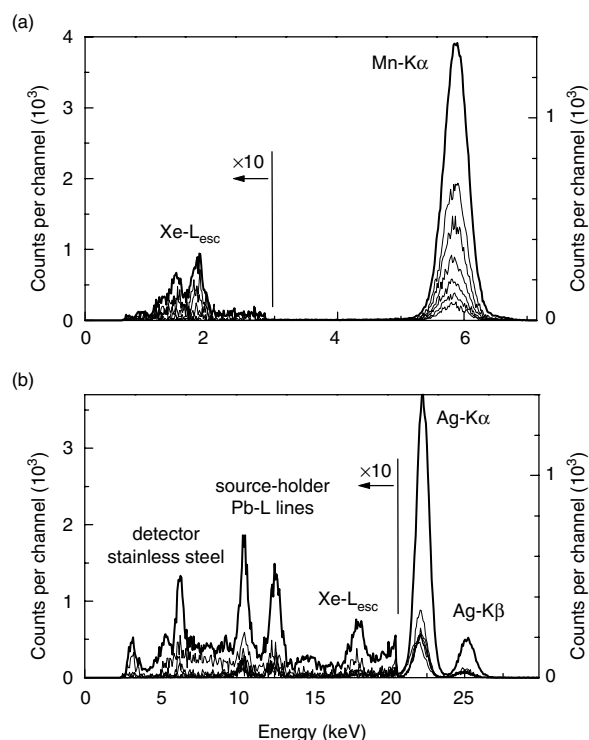 (a)
4
3
2
1
0
Counts per channel (10³)
Xe-L_esc
×10
Mn-Kα
1
0
Counts per channel (10³)
0 2 4 6
(b)
3
2
1
0
Counts per channel (10³)
detector
stainless steel
source-holder
Pb-L lines
Xe-L_esc
×10
Ag-Kα
Ag-Kβ
1
0
Counts per channel (10³)
0 5 10 15 20 25
Energy (keV)